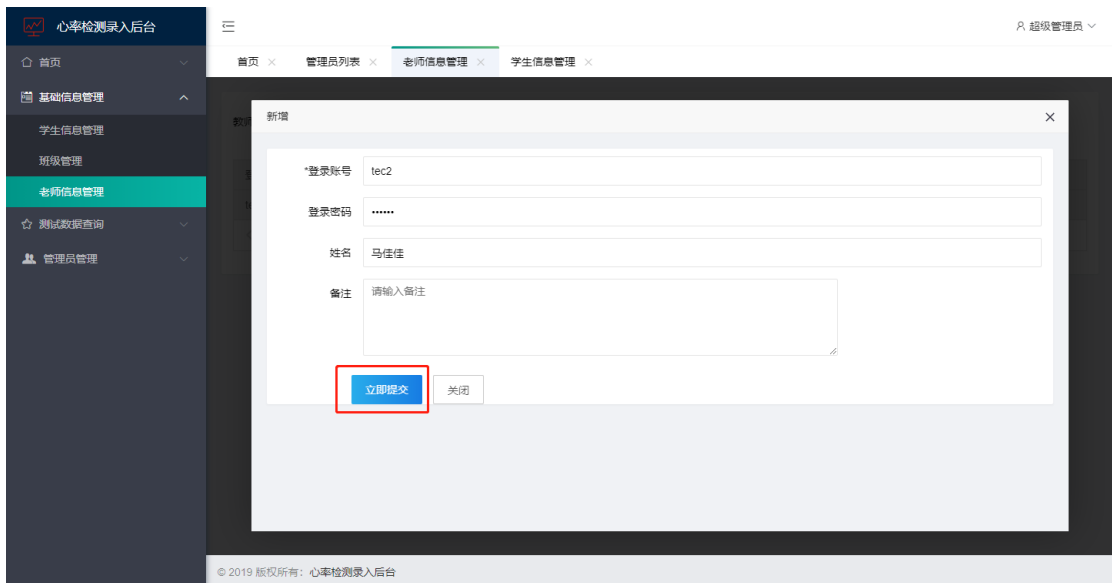 心率检测录入后台
超级管理员
首页
基础信息管理
学生信息管理
班级管理
老师信息管理
测试数据查询
管理员管理
首页 管理员列表 老师信息管理 学生信息管理
新增
*登录账号 tec2
登录密码 ••••••
姓名 马佳佳
备注 请输入备注
立即提交 关闭
© 2019 版权所有：心率检测录入后台